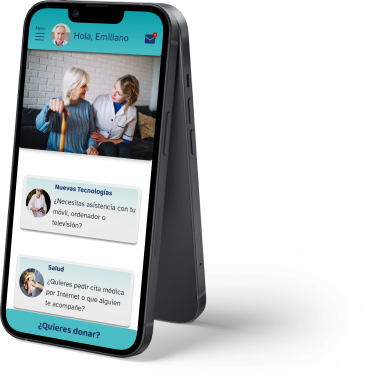 Menú
Hola, Emiliano
Nuevas Tecnologías
¿Necesitas asistencia con tu
móvil, ordenador o
televisión?
Salud
¿Quieres pedir cita médica
por Internet o que alguien
te acompañe?
¿Quieres donar?